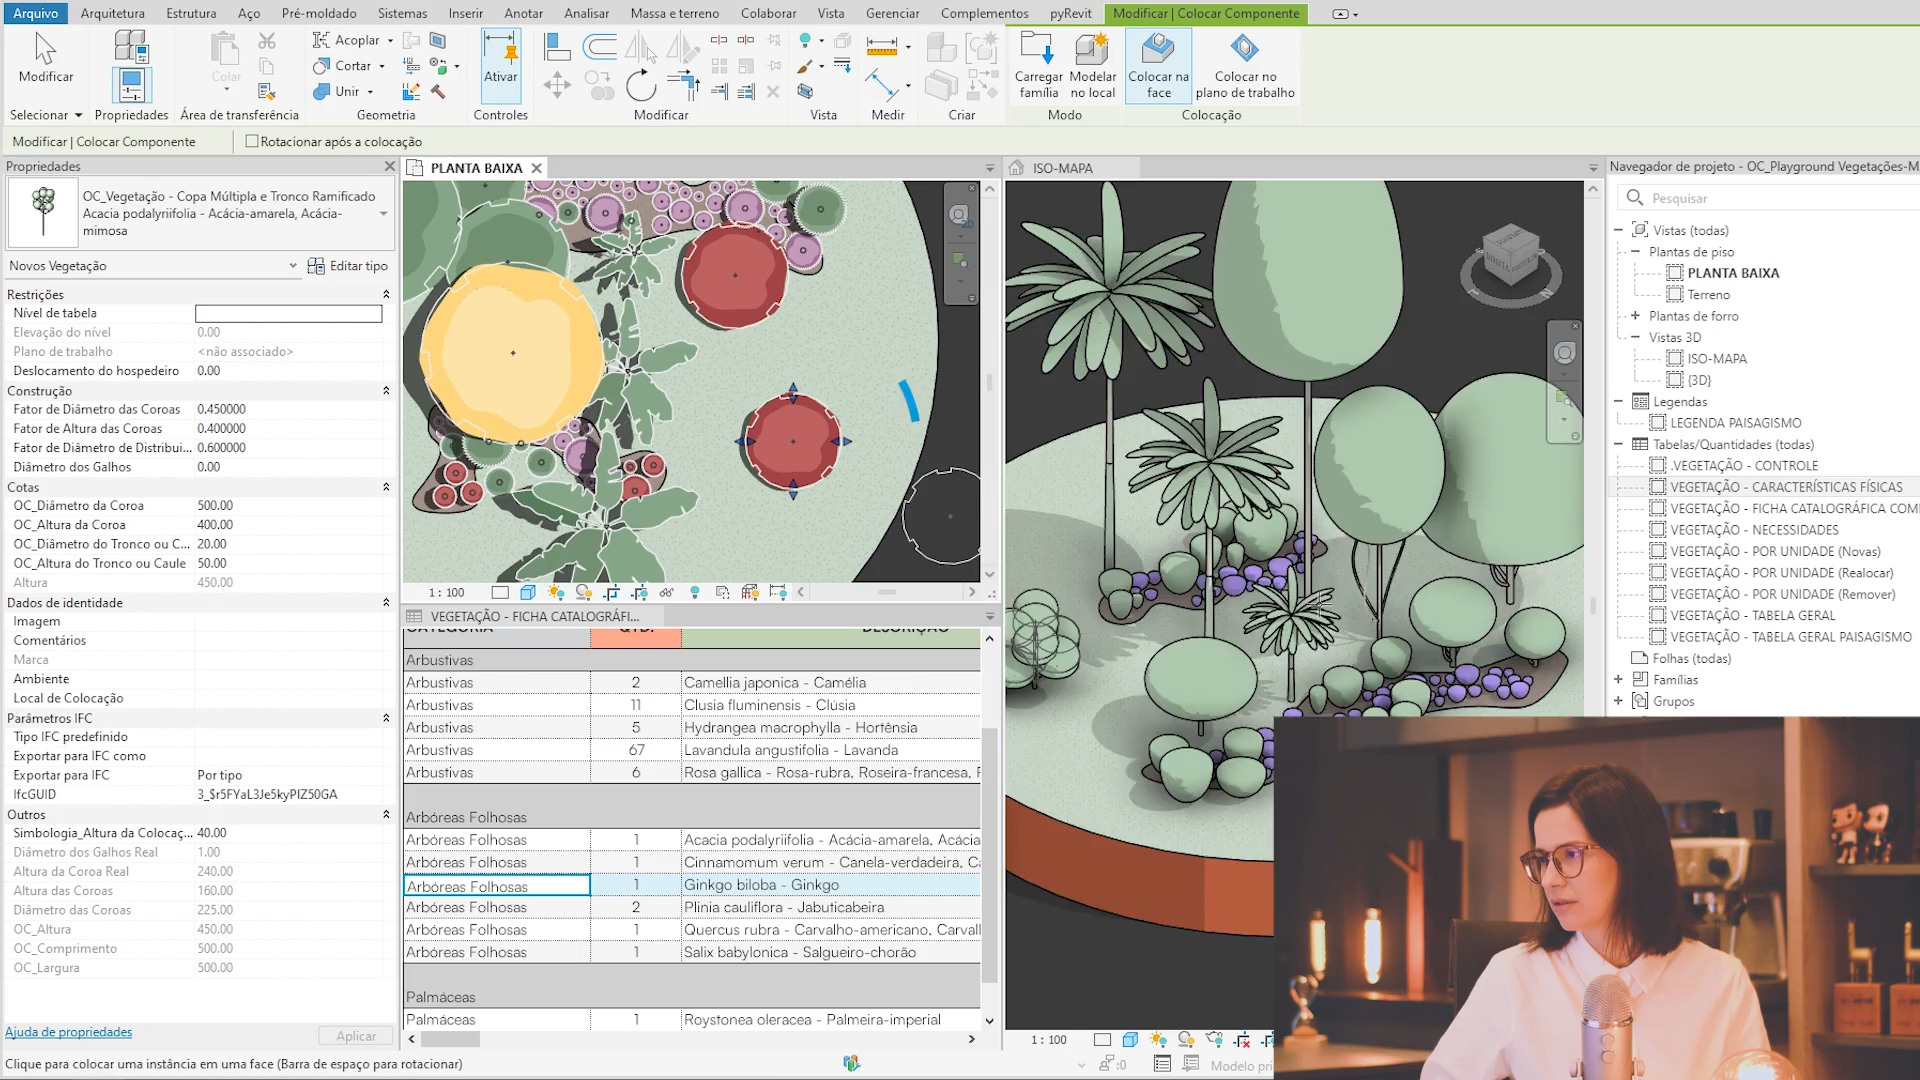 Arquivo Arquitetura Estrutura Aço Pré-moldado Sistemas Inserir Anotar Analisar Massa e terreno Colaborar Vista Gerenciar Complementos pyRevit Modificar | Colocar Componente
Modificar Colar Acoplar Cortar Unir Ativar Carregar família Modelar no local Colocar na face Colocar no plano de trabalho
Selecionar Propriedades Área de transferência Geometria Controles Modificar Vista Medir Criar Modo Colocação
Modificar | Colocar Componente Rotacionar após a colocação
Propriedades
OC_Vegetação - Copa Múltipla e Tronco Ramificado
Acacia podalyriifolia - Acácia-amarela, Acácia-
mimosa
Novos Vegetação Editar tipo
Restrições
Nível de tabela
Elevação do nível 0.00
Plano de trabalho <não associado>
Deslocamento do hospedeiro 0.00
Construção
Fator de Diâmetro das Coroas 0.450000
Fator de Altura das Coroas 0.400000
Fator de Diâmetro de Distribui... 0.600000
Diâmetro dos Galhos 0.00
Cotas
OC_Diâmetro da Coroa 500.00
OC_Altura da Coroa 400.00
OC_Diâmetro do Tronco ou C... 20.00
OC_Altura do Tronco ou Caule 50.00
Altura 450.00
Dados de identidade
Imagem
Comentários
Marca
Ambiente
Local de Colocação
Parâmetros IFC
Tipo IFC predefinido
Exportar para IFC como
Exportar para IFC Por tipo
IfcGUID 3_$r5FYaL3Je5kyPIZ50GA
Outros
Simbologia_Altura da Colocaç... 40.00
Diâmetro dos Galhos Real 1.00
Altura da Coroa Real 240.00
Altura das Coroas 160.00
Diâmetro das Coroas 225.00
OC_Altura 450.00
OC_Comprimento 500.00
OC_Largura 500.00
Ajuda de propriedades Aplicar
Clique para colocar uma instância em uma face (Barra de espaço para rotacionar)
PLANTA BAIXA
1 : 100
VEGETAÇÃO - FICHA CATALOGRÁFI...
CATEGORIA QTD. DESCRIÇÃO
Arbustivas
Arbustivas 2 Camellia japonica - Camélia
Arbustivas 11 Clusia fluminensis - Clúsia
Arbustivas 5 Hydrangea macrophylla - Hortênsia
Arbustivas 67 Lavandula angustifolia - Lavanda
Arbustivas 6 Rosa gallica - Rosa-rubra, Roseira-francesa,
Arbóreas Folhosas
Arbóreas Folhosas 1 Acacia podalyriifolia - Acácia-amarela, Acácia
Arbóreas Folhosas 1 Cinnamomum verum - Canela-verdadeira, Ca
Arbóreas Folhosas 1 Ginkgo biloba - Ginkgo
Arbóreas Folhosas 2 Plinia cauliflora - Jabuticabeira
Arbóreas Folhosas 1 Quercus rubra - Carvalho-americano, Carval
Arbóreas Folhosas 1 Salix babylonica - Salgueiro-chorão
Palmáceas
Palmáceas 1 Roystonea oleracea - Palmeira-imperial
ISO-MAPA
1 : 100
:0 Modelo pri
Navegador de projeto - OC_Playground Vegetações-M
Pesquisar
Vistas (todas)
Plantas de piso
PLANTA BAIXA
Terreno
Plantas de forro
Vistas 3D
ISO-MAPA
{3D}
Legendas
LEGENDA PAISAGISMO
Tabelas/Quantidades (todas)
.VEGETAÇÃO - CONTROLE
VEGETAÇÃO - CARACTERÍSTICAS FÍSICAS
VEGETAÇÃO - FICHA CATALOGRÁFICA COM
VEGETAÇÃO - NECESSIDADES
VEGETAÇÃO - POR UNIDADE (Novas)
VEGETAÇÃO - POR UNIDADE (Realocar)
VEGETAÇÃO - POR UNIDADE (Remover)
VEGETAÇÃO - TABELA GERAL
VEGETAÇÃO - TABELA GERAL PAISAGISMO
Folhas (todas)
Famílias
Grupos